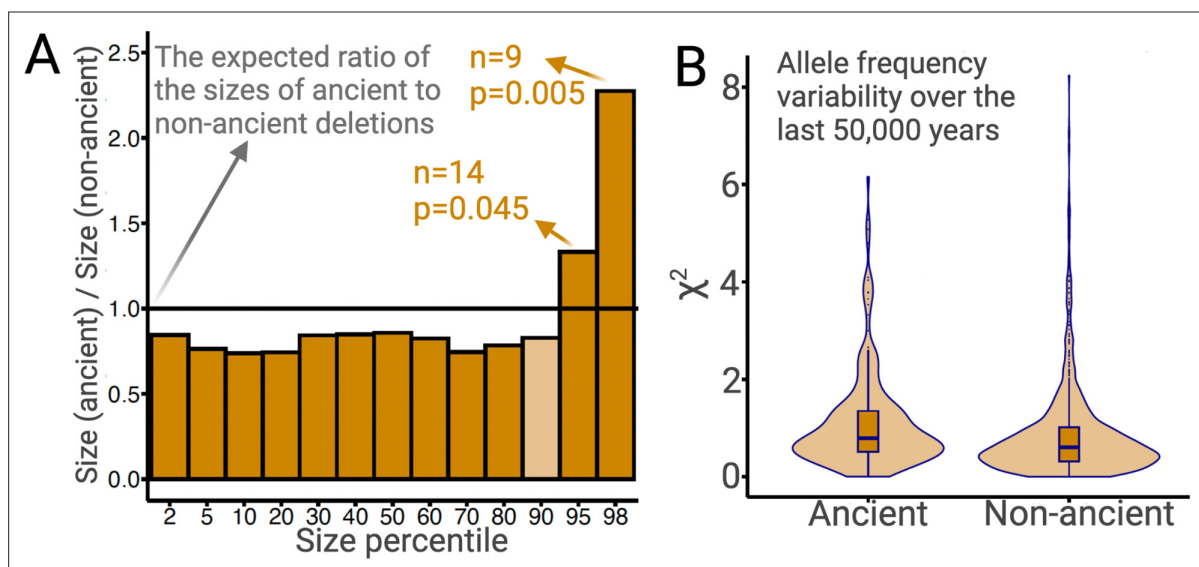 A
Size (ancient) / Size (non-ancient)
2.5
2.0
1.5
1.0
0.5
0.0
The expected ratio of
the sizes of ancient to
non-ancient deletions
n=9
p=0.005
n=14
p=0.045
2 5 10 20 30 40 50 60 70 80 90 95 98
Size percentile
B
χ²
8
6
4
2
0
Allele frequency
variability over the
last 50,000 years
Ancient Non-ancient